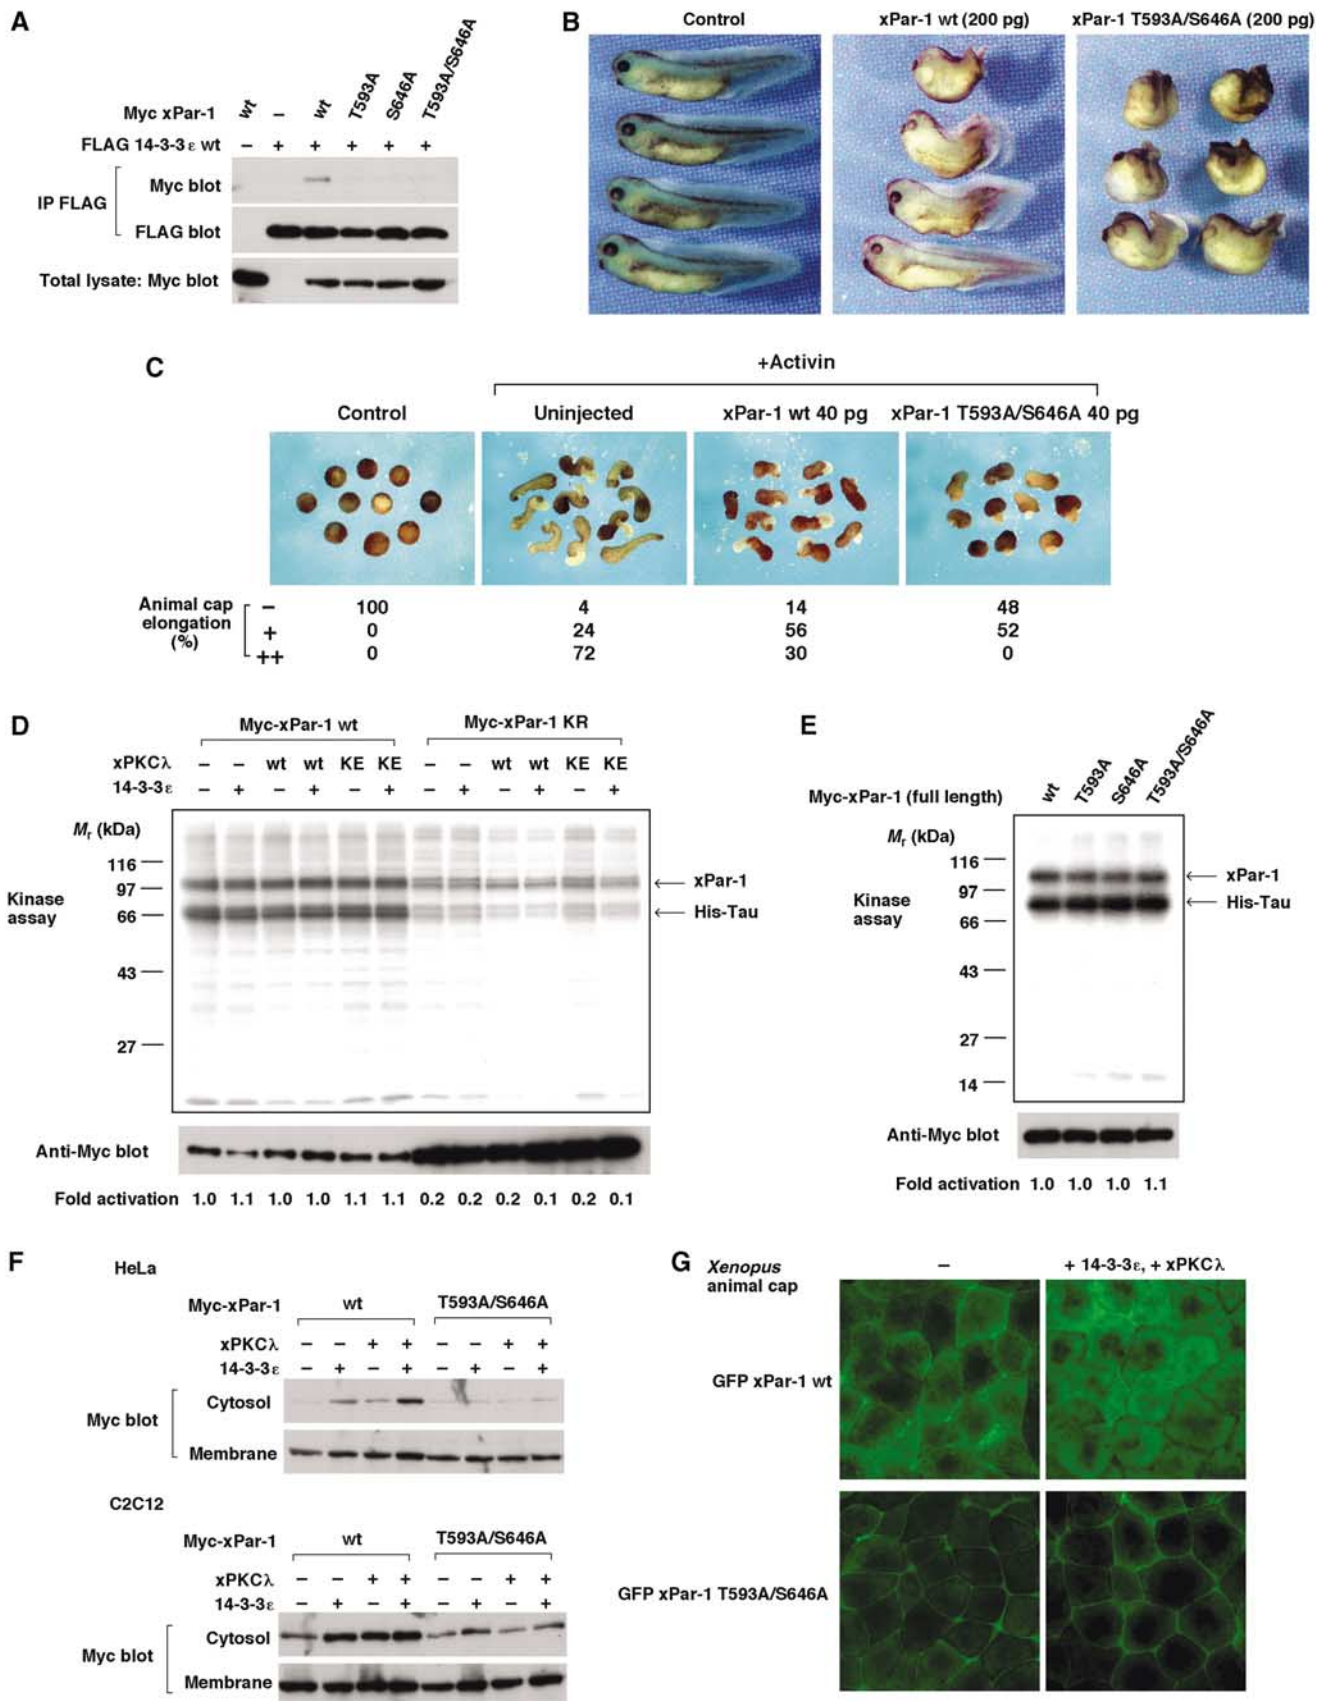 A
Myc xPar-1 wt – wt T593A S646A T593A/S646A
FLAG 14-3-3 ε wt – + + + + +
IP FLAG
Myc blot
FLAG blot
Total lysate: Myc blot
B
Control
xPar-1 wt (200 pg)
xPar-1 T593A/S646A (200 pg)
C
+Activin
Control
Uninjected
xPar-1 wt 40 pg
xPar-1 T593A/S646A 40 pg
Animal cap
elongation
(%)
– 100 4 14 48
+ 0 24 56 52
++ 0 72 30 0
D
Myc-xPar-1 wt
Myc-xPar-1 KR
xPKCλ – – wt wt KE KE – – wt wt KE KE
14-3-3ε – + – + – + – + – + – +
Mr (kDa)
116
97
66
43
27
Kinase
assay
xPar-1
His-Tau
Anti-Myc blot
Fold activation 1.0 1.1 1.0 1.0 1.1 1.1 0.2 0.2 0.2 0.1 0.2 0.1
E
Myc-xPar-1 (full length) wt T593A S646A T593A/S646A
Mr (kDa)
116
97
66
43
27
14
Kinase
assay
xPar-1
His-Tau
Anti-Myc blot
Fold activation 1.0 1.0 1.0 1.1
F
HeLa
Myc-xPar-1 wt T593A/S646A
xPKCλ – – + + – – + +
14-3-3ε – + – + – + – +
Myc blot
Cytosol
Membrane
C2C12
Myc-xPar-1 wt T593A/S646A
xPKCλ – – + + – – + +
14-3-3ε – + – + – + – +
Myc blot
Cytosol
Membrane
G
Xenopus
animal cap
–
+ 14-3-3ε, + xPKCλ
GFP xPar-1 wt
GFP xPar-1 T593A/S646A